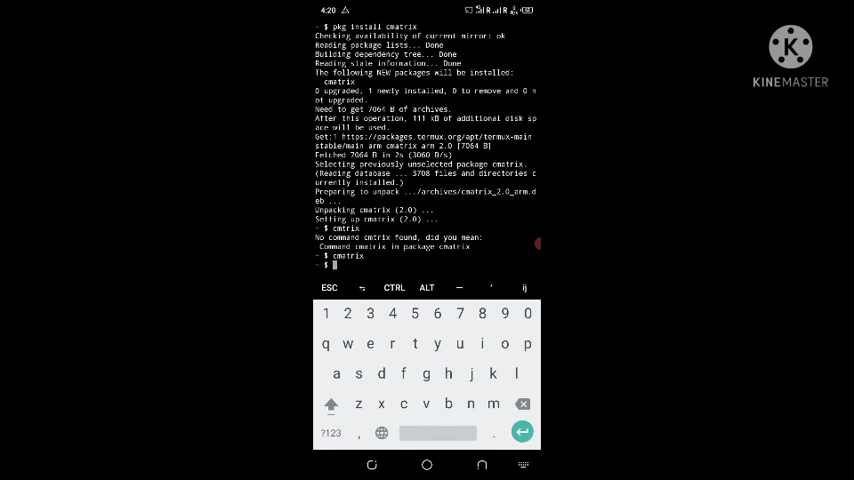 4:20
~ $ pkg install cmatrix
Checking availability of current mirror: ok
Reading package lists... Done
Building dependency tree... Done
Reading state information... Done
The following NEW packages will be installed:
cmatrix
0 upgraded, 1 newly installed, 0 to remove and 0 n
ot upgraded.
Need to get 7064 B of archives.
After this operation, 111 kB of additional disk sp
ace will be used.
Get:1 https://packages.termux.org/apt/termux-main
stable/main arm cmatrix arm 2.0 [7064 B]
Fetched 7064 B in 2s (3060 B/s)
Selecting previously unselected package cmatrix.
(Reading database ... 3708 files and directories c
urrently installed.)
Preparing to unpack .../archives/cmatrix_2.0_arm.d
eb ...
Unpacking cmatrix (2.0) ...
Setting up cmatrix (2.0) ...
~ $ cmtrix
No command cmtrix found, did you mean:
Command cmatrix in package cmatrix
~ $ cmatrix
~ $
ESC CTRL ALT — ' ij
1 2 3 4 5 6 7 8 9 0
q w e r t y u i o p
a s d f g h j k l
z x c v b n m
?123 , .
K
KINEMASTER